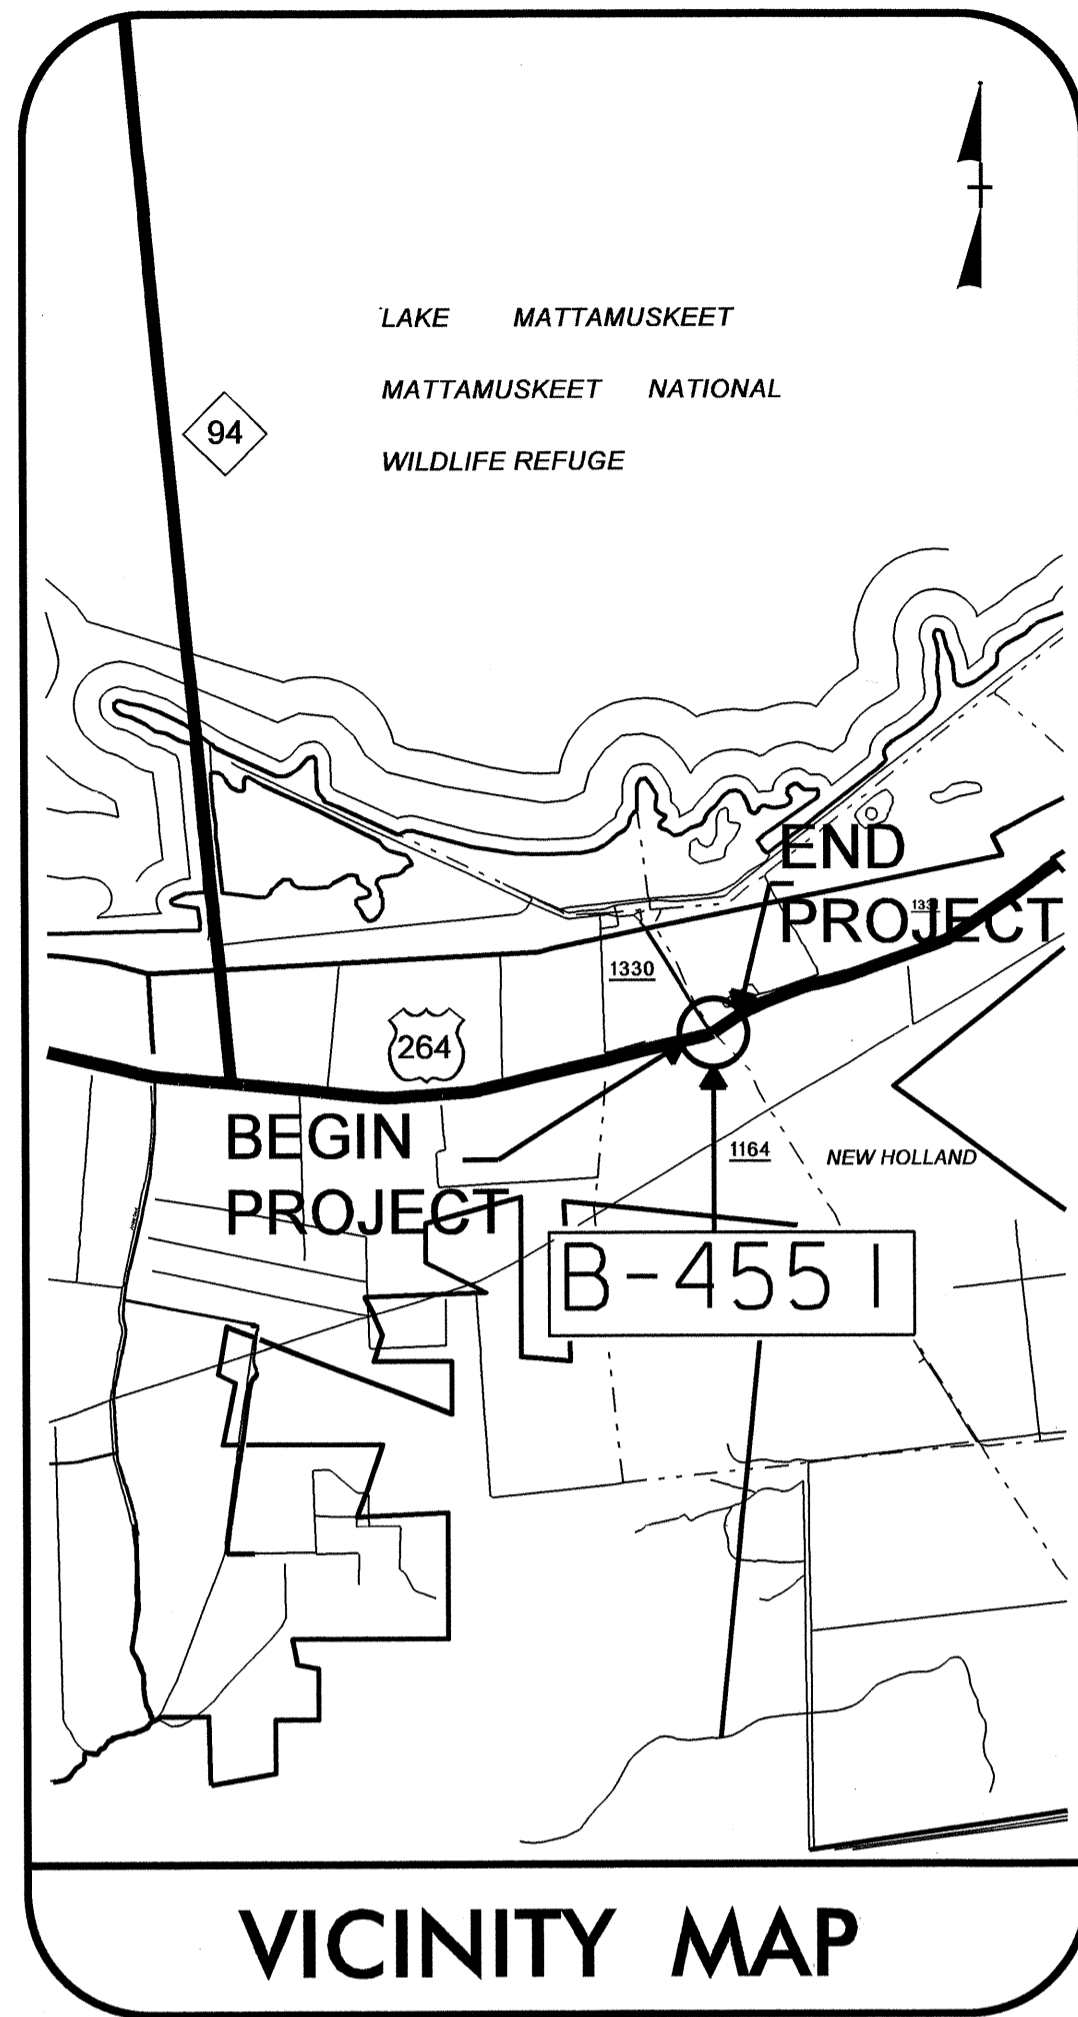 LAKE MATTAMUSKEET
MATTAMUSKEET NATIONAL
94
WILDLIFE REFUGE
END
PROJECT
1330
264
BEGIN
PROJECT
1164
NEW HOLLAND
B-4551
VICINITY MAP